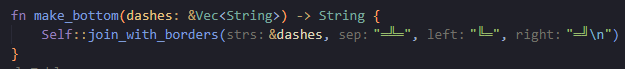 fn make_bottom(dashes: &Vec<String>) -> String {
    Self::join_with_borders(strs: &dashes, sep: "═╩═", left: "╚═", right: "═╝\n")
}